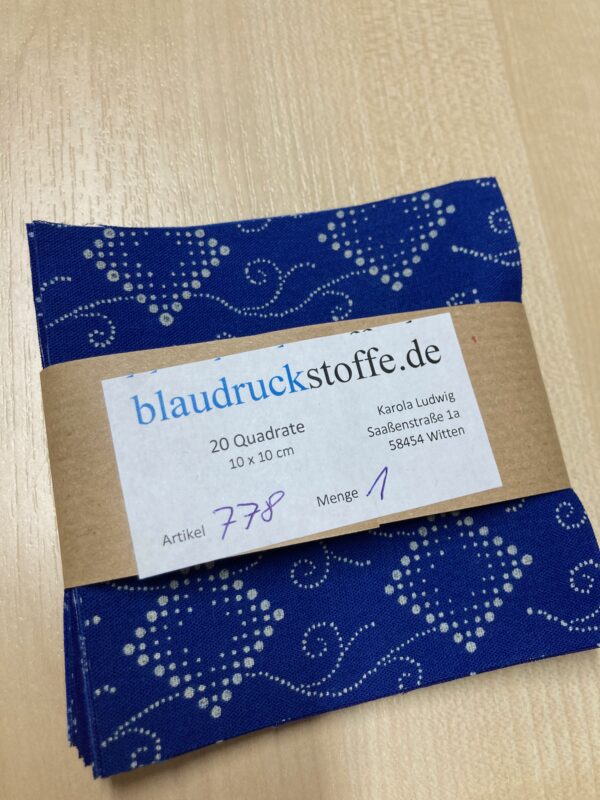 blaudruckstoffe.de
20 Quadrate
10 x 10 cm
Karola Ludwig
Saaßenstraße 1a
58454 Witten
Artikel 778
Menge 1